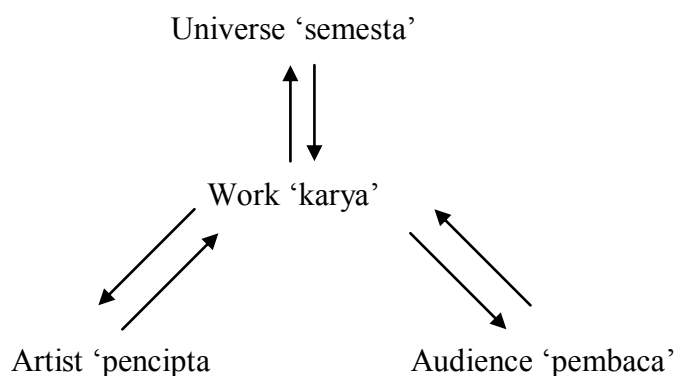 Universe ‘semesta’
Work ‘karya’
Artist ‘pencipta
Audience ‘pembaca’